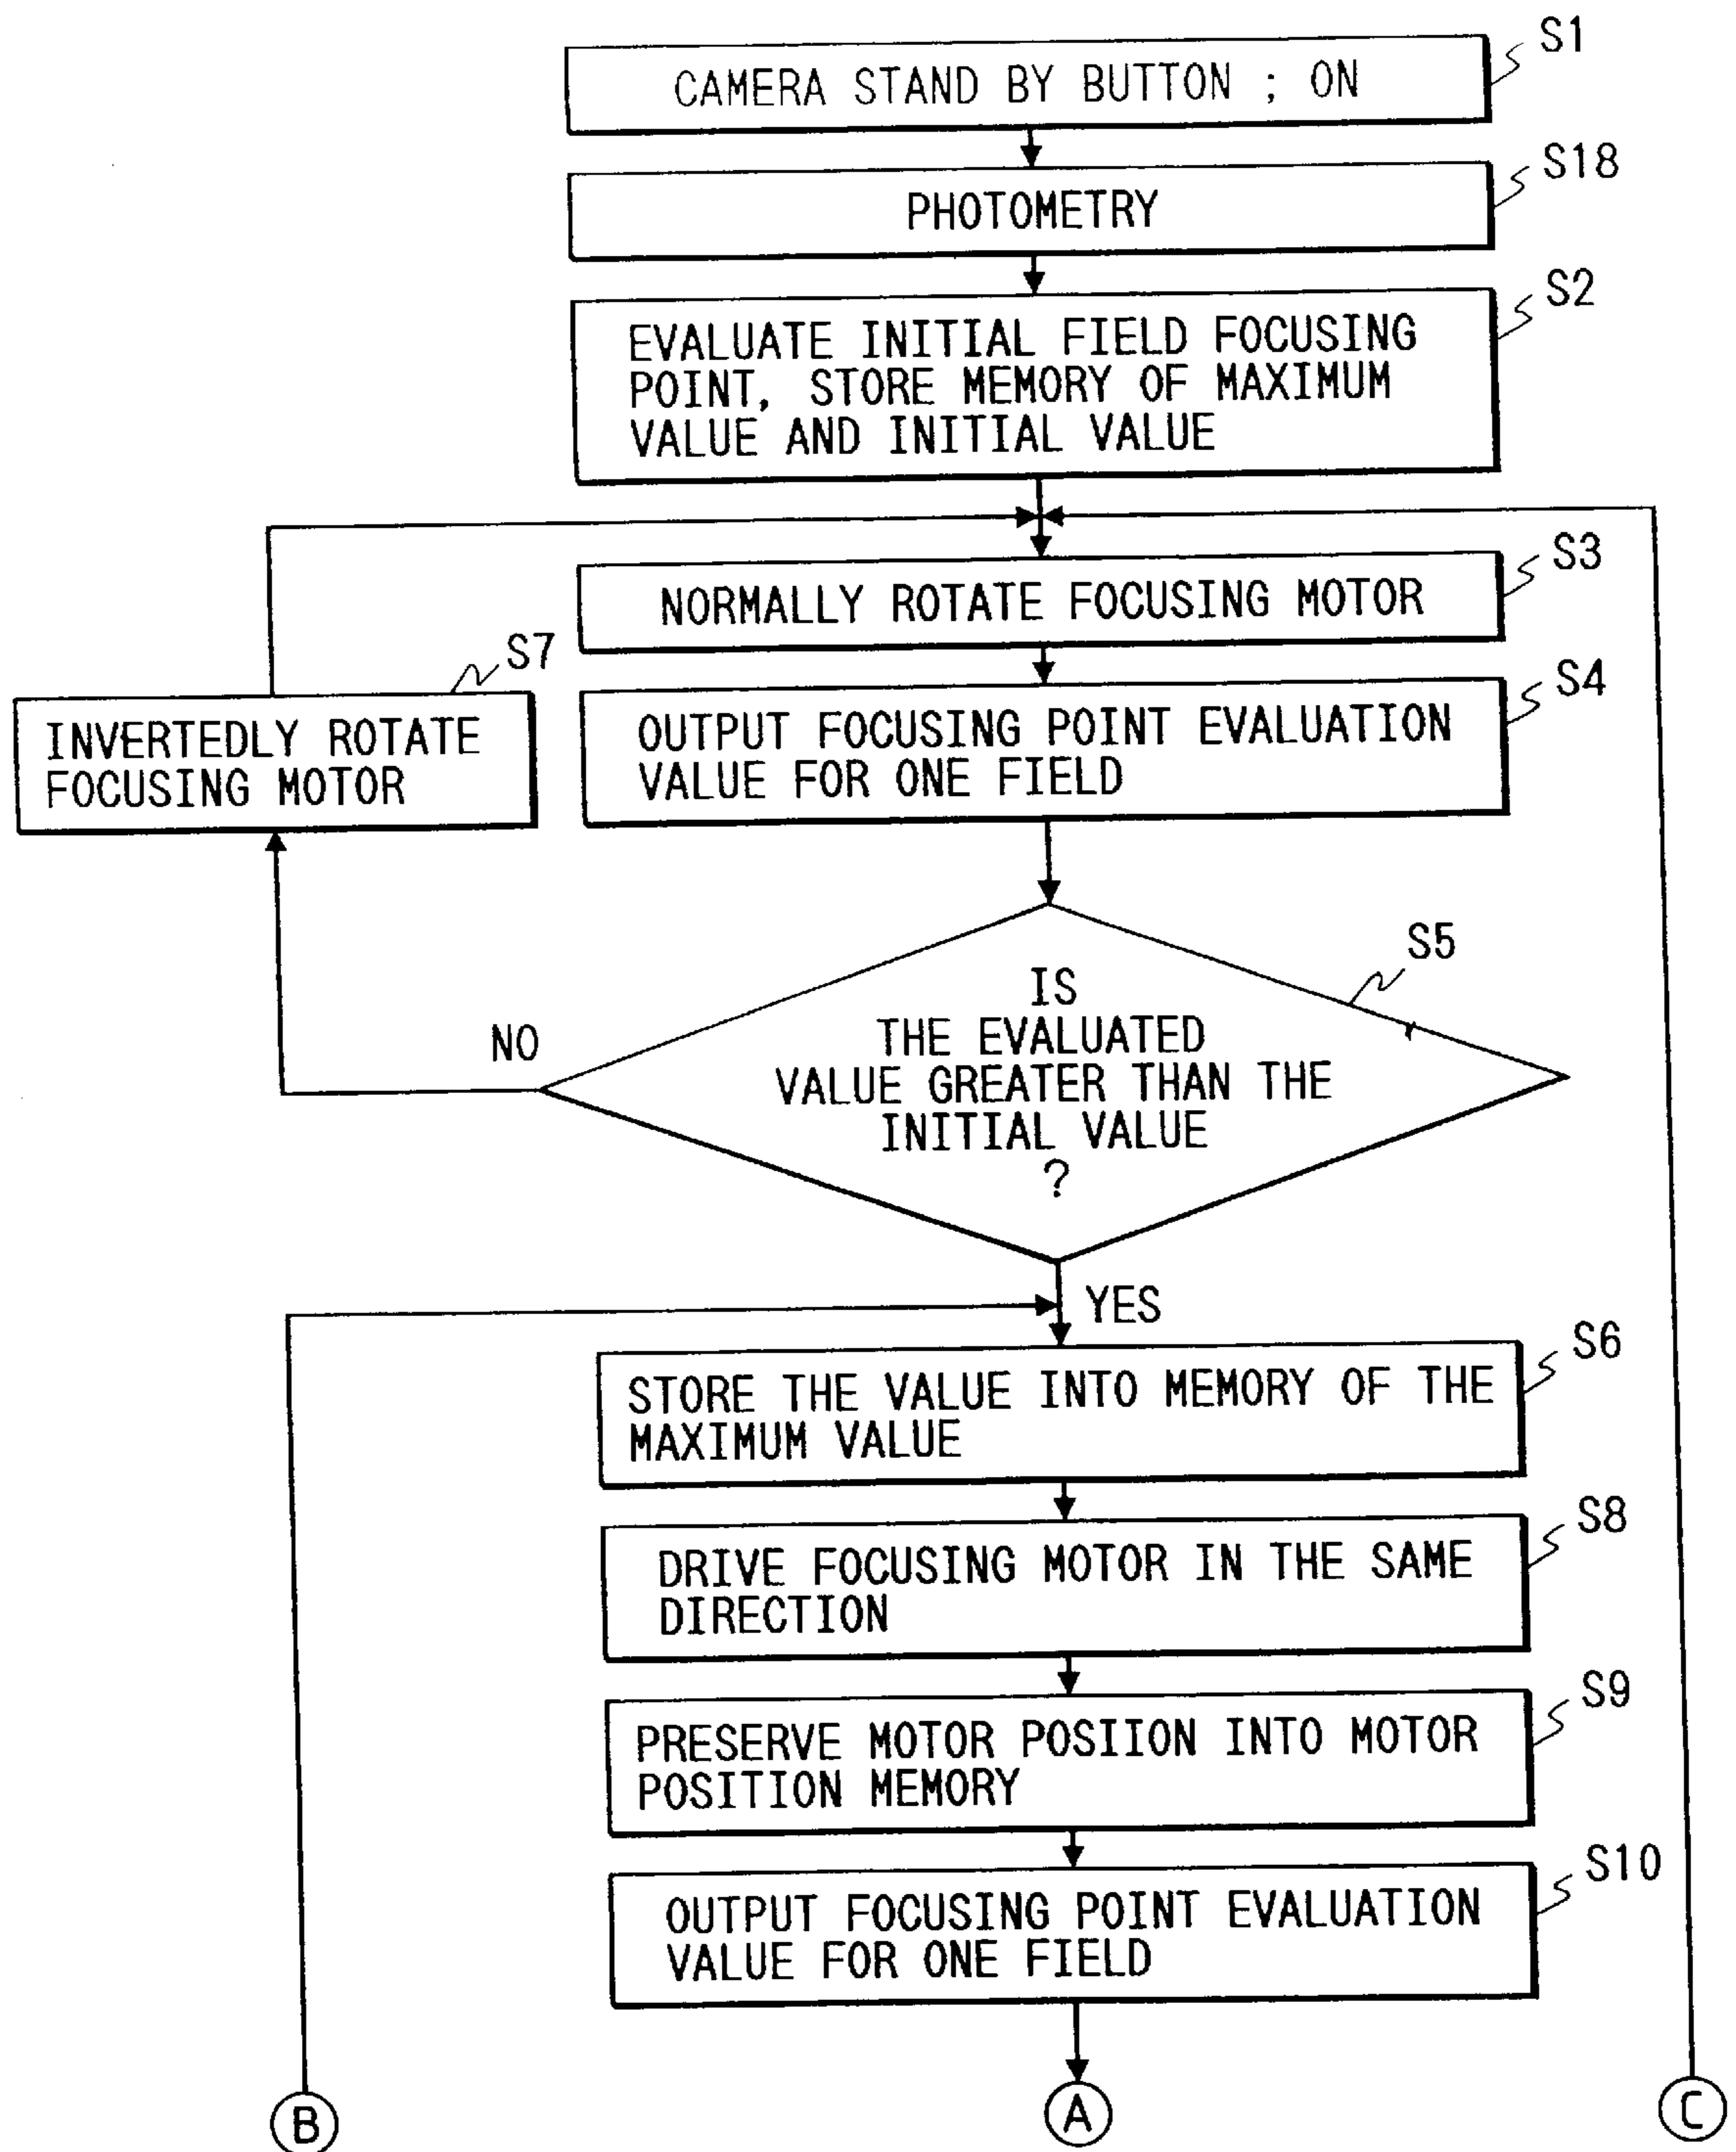 S1
CAMERA STAND BY BUTTON ; ON
S18
PHOTOMETRY
S2
EVALUATE INITIAL FIELD FOCUSING
POINT, STORE MEMORY OF MAXIMUM
VALUE AND INITIAL VALUE
S3
NORMALLY ROTATE FOCUSING MOTOR
S7
INVERTEDLY ROTATE
FOCUSING MOTOR
S4
OUTPUT FOCUSING POINT EVALUATION
VALUE FOR ONE FIELD
S5
IS
THE EVALUATED
VALUE GREATER THAN THE
INITIAL VALUE
?
NO
YES
S6
STORE THE VALUE INTO MEMORY OF THE
MAXIMUM VALUE
S8
DRIVE FOCUSING MOTOR IN THE SAME
DIRECTION
S9
PRESERVE MOTOR POSIION INTO MOTOR
POSITION MEMORY
S10
OUTPUT FOCUSING POINT EVALUATION
VALUE FOR ONE FIELD
B
A
C